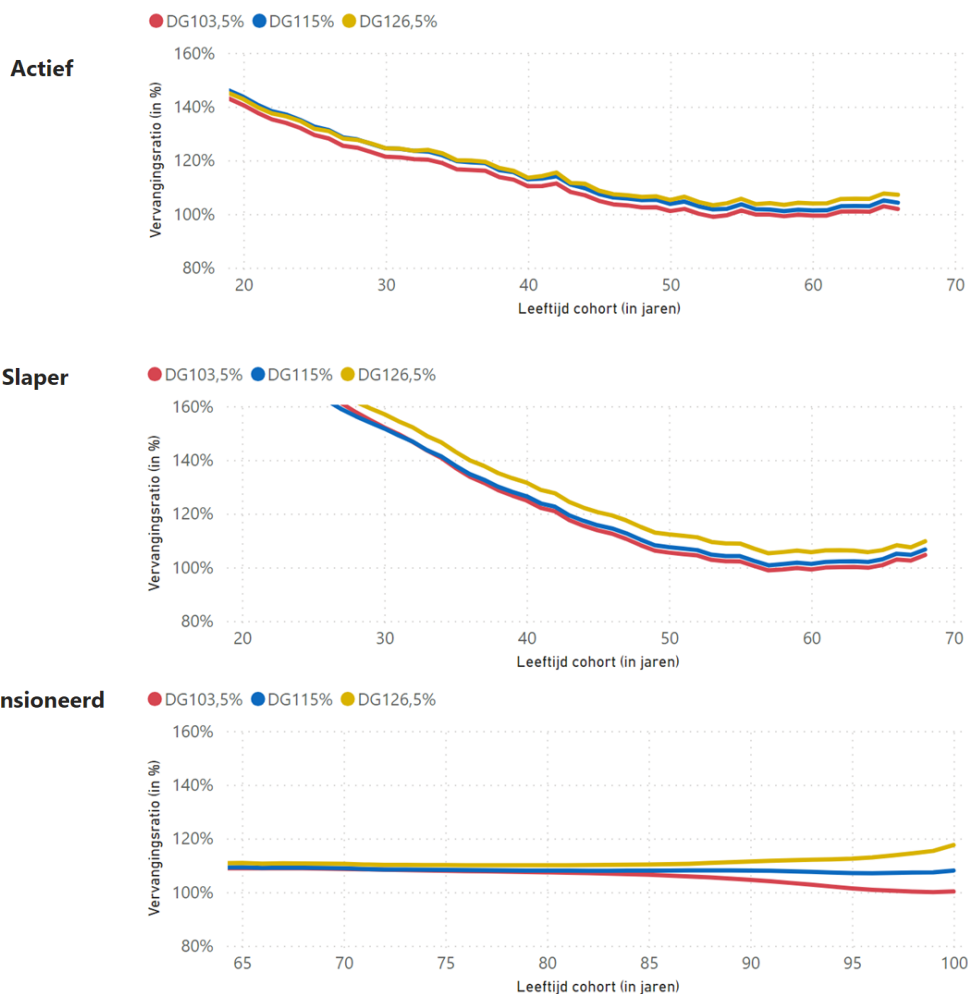 DG103,5% DG115% DG126,5%
Actief
Vervangingsratio (in %)
160%
140%
120%
100%
80%
20 30 40 50 60 70
Leeftijd cohort (in jaren)
Slaper
DG103,5% DG115% DG126,5%
Vervangingsratio (in %)
160%
140%
120%
100%
80%
20 30 40 50 60 70
Leeftijd cohort (in jaren)
nsioneerd
DG103,5% DG115% DG126,5%
Vervangingsratio (in %)
160%
140%
120%
100%
80%
65 70 75 80 85 90 95 100
Leeftijd cohort (in jaren)